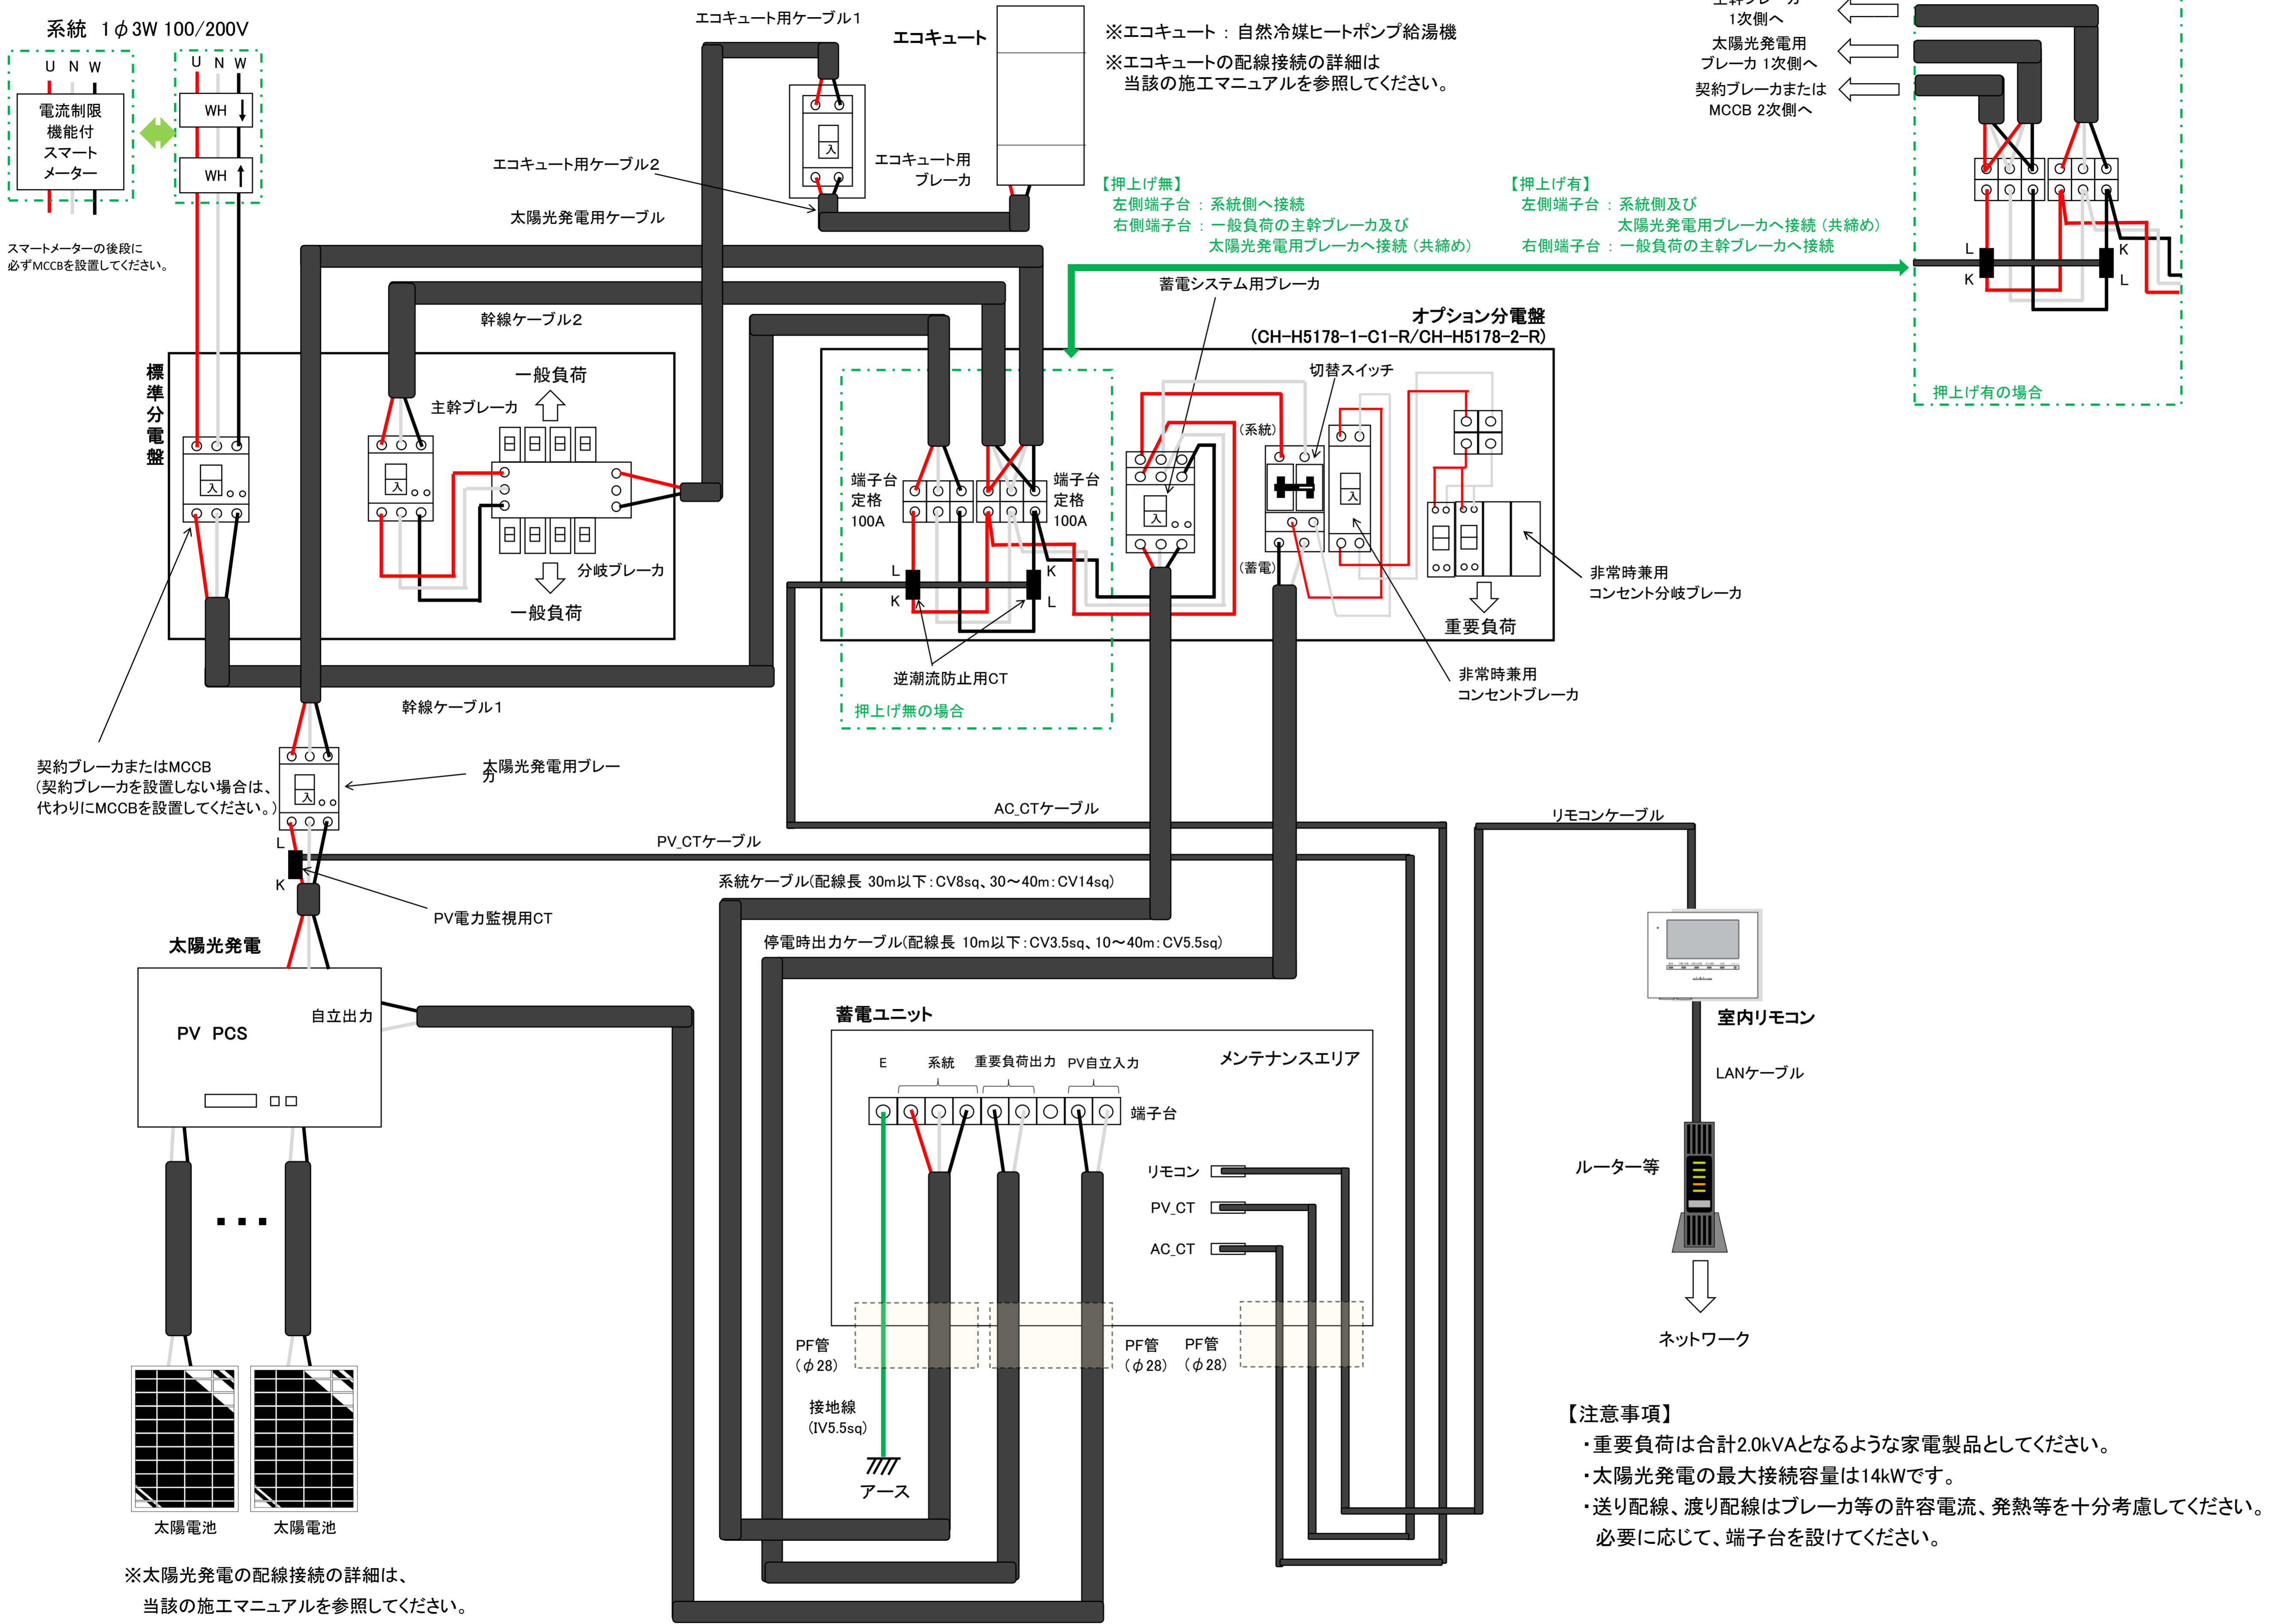 系統 1φ3W 100/200V
U N W
U N W
電流制限
機能付
スマート
メーター
WH
WH
スマートメーターの後段に
必ずMCCBを設置してください。
エコキュート用ケーブル1
エコキュート
※エコキュート : 自然冷媒ヒートポンプ給湯機
※エコキュートの配線接続の詳細は
当該の施工マニュアルを参照してください。
入
エコキュート用
ブレーカ
エコキュート用ケーブル2
太陽光発電用ケーブル
1次側へ
太陽光発電用
ブレーカ 1次側へ
契約ブレーカまたは
MCCB 2次側へ
【押上げ無】
左側端子台 : 系統側へ接続
右側端子台 : 一般負荷の主幹ブレーカ及び
太陽光発電用ブレーカへ接続 (共締め)
【押上げ有】
左側端子台 : 系統側及び
太陽光発電用ブレーカへ接続 (共締め)
右側端子台 : 一般負荷の主幹ブレーカへ接続
L
K
K
L
押上げ有の場合
蓄電システム用ブレーカ
オプション分電盤
(CH-H5178-1-C1-R/CH-H5178-2-R)
幹線ケーブル2
標準分電盤
入
主幹ブレーカ
入
一般負荷
分岐ブレーカ
一般負荷
端子台
定格
100A
端子台
定格
100A
L
K
K
L
逆潮流防止用CT
押上げ無の場合
入
切替スイッチ
(系統)
(蓄電)
入
非常時兼用
コンセント分岐ブレーカ
重要負荷
非常時兼用
コンセントブレーカ
幹線ケーブル1
契約ブレーカまたはMCCB
(契約ブレーカを設置しない場合は、
代わりにMCCBを設置してください。)
入
太陽光発電用ブレー
カ
L
K
PV電力監視用CT
PV_CTケーブル
AC_CTケーブル
リモコンケーブル
系統ケーブル(配線長 30m以下:CV8sq、30～40m:CV14sq)
停電時出力ケーブル(配線長 10m以下:CV3.5sq、10～40m:CV5.5sq)
太陽光発電
PV PCS
自立出力
蓄電ユニット
メンテナンスエリア
E 系統 重要負荷出力 PV自立入力
端子台
リモコン
PV_CT
AC_CT
PF管
(φ28)
PF管
(φ28)
PF管
(φ28)
接地線
(IV5.5sq)
アース
室内リモコン
LANケーブル
ルーター等
ネットワーク
太陽電池
太陽電池
※太陽光発電の配線接続の詳細は、
当該の施工マニュアルを参照してください。
【注意事項】
・重要負荷は合計2.0kVAとなるような家電製品としてください。
・太陽光発電の最大接続容量は14kWです。
・送り配線、渡り配線はブレーカ等の許容電流、発熱等を十分考慮してください。
必要に応じて、端子台を設けてください。